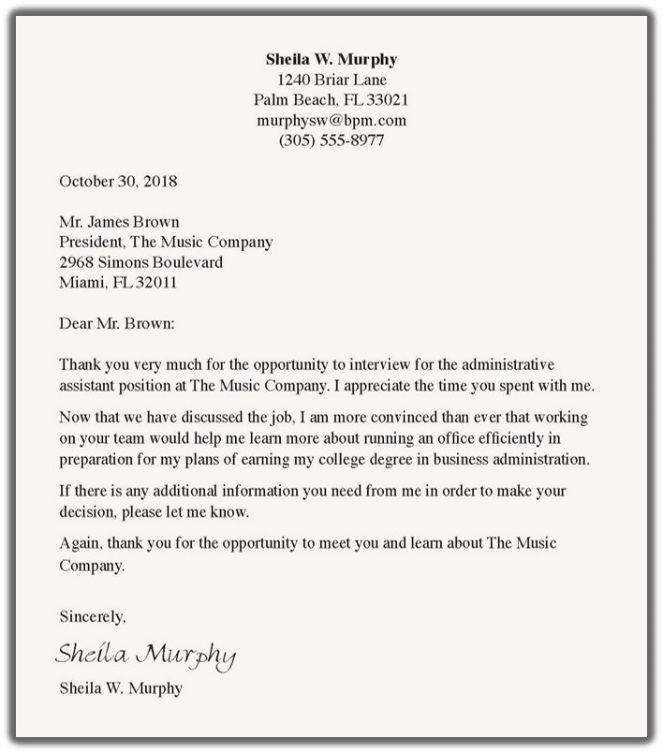 Sheila W. Murphy
1240 Briar Lane
Palm Beach, FL 33021
murphysw@bpm.com
(305) 555-8977
October 30, 2018
Mr. James Brown
President, The Music Company
2968 Simons Boulevard
Miami, FL 32011
Dear Mr. Brown:
Thank you very much for the opportunity to interview for the administrative
assistant position at The Music Company. I appreciate the time you spent with me.
Now that we have discussed the job, I am more convinced than ever that working
on your team would help me learn more about running an office efficiently in
preparation for my plans of earning my college degree in business administration.
If there is any additional information you need from me in order to make your
decision, please let me know.
Again, thank you for the opportunity to meet you and learn about The Music
Company.
Sincerely,
Sheila Murphy
Sheila W. Murphy